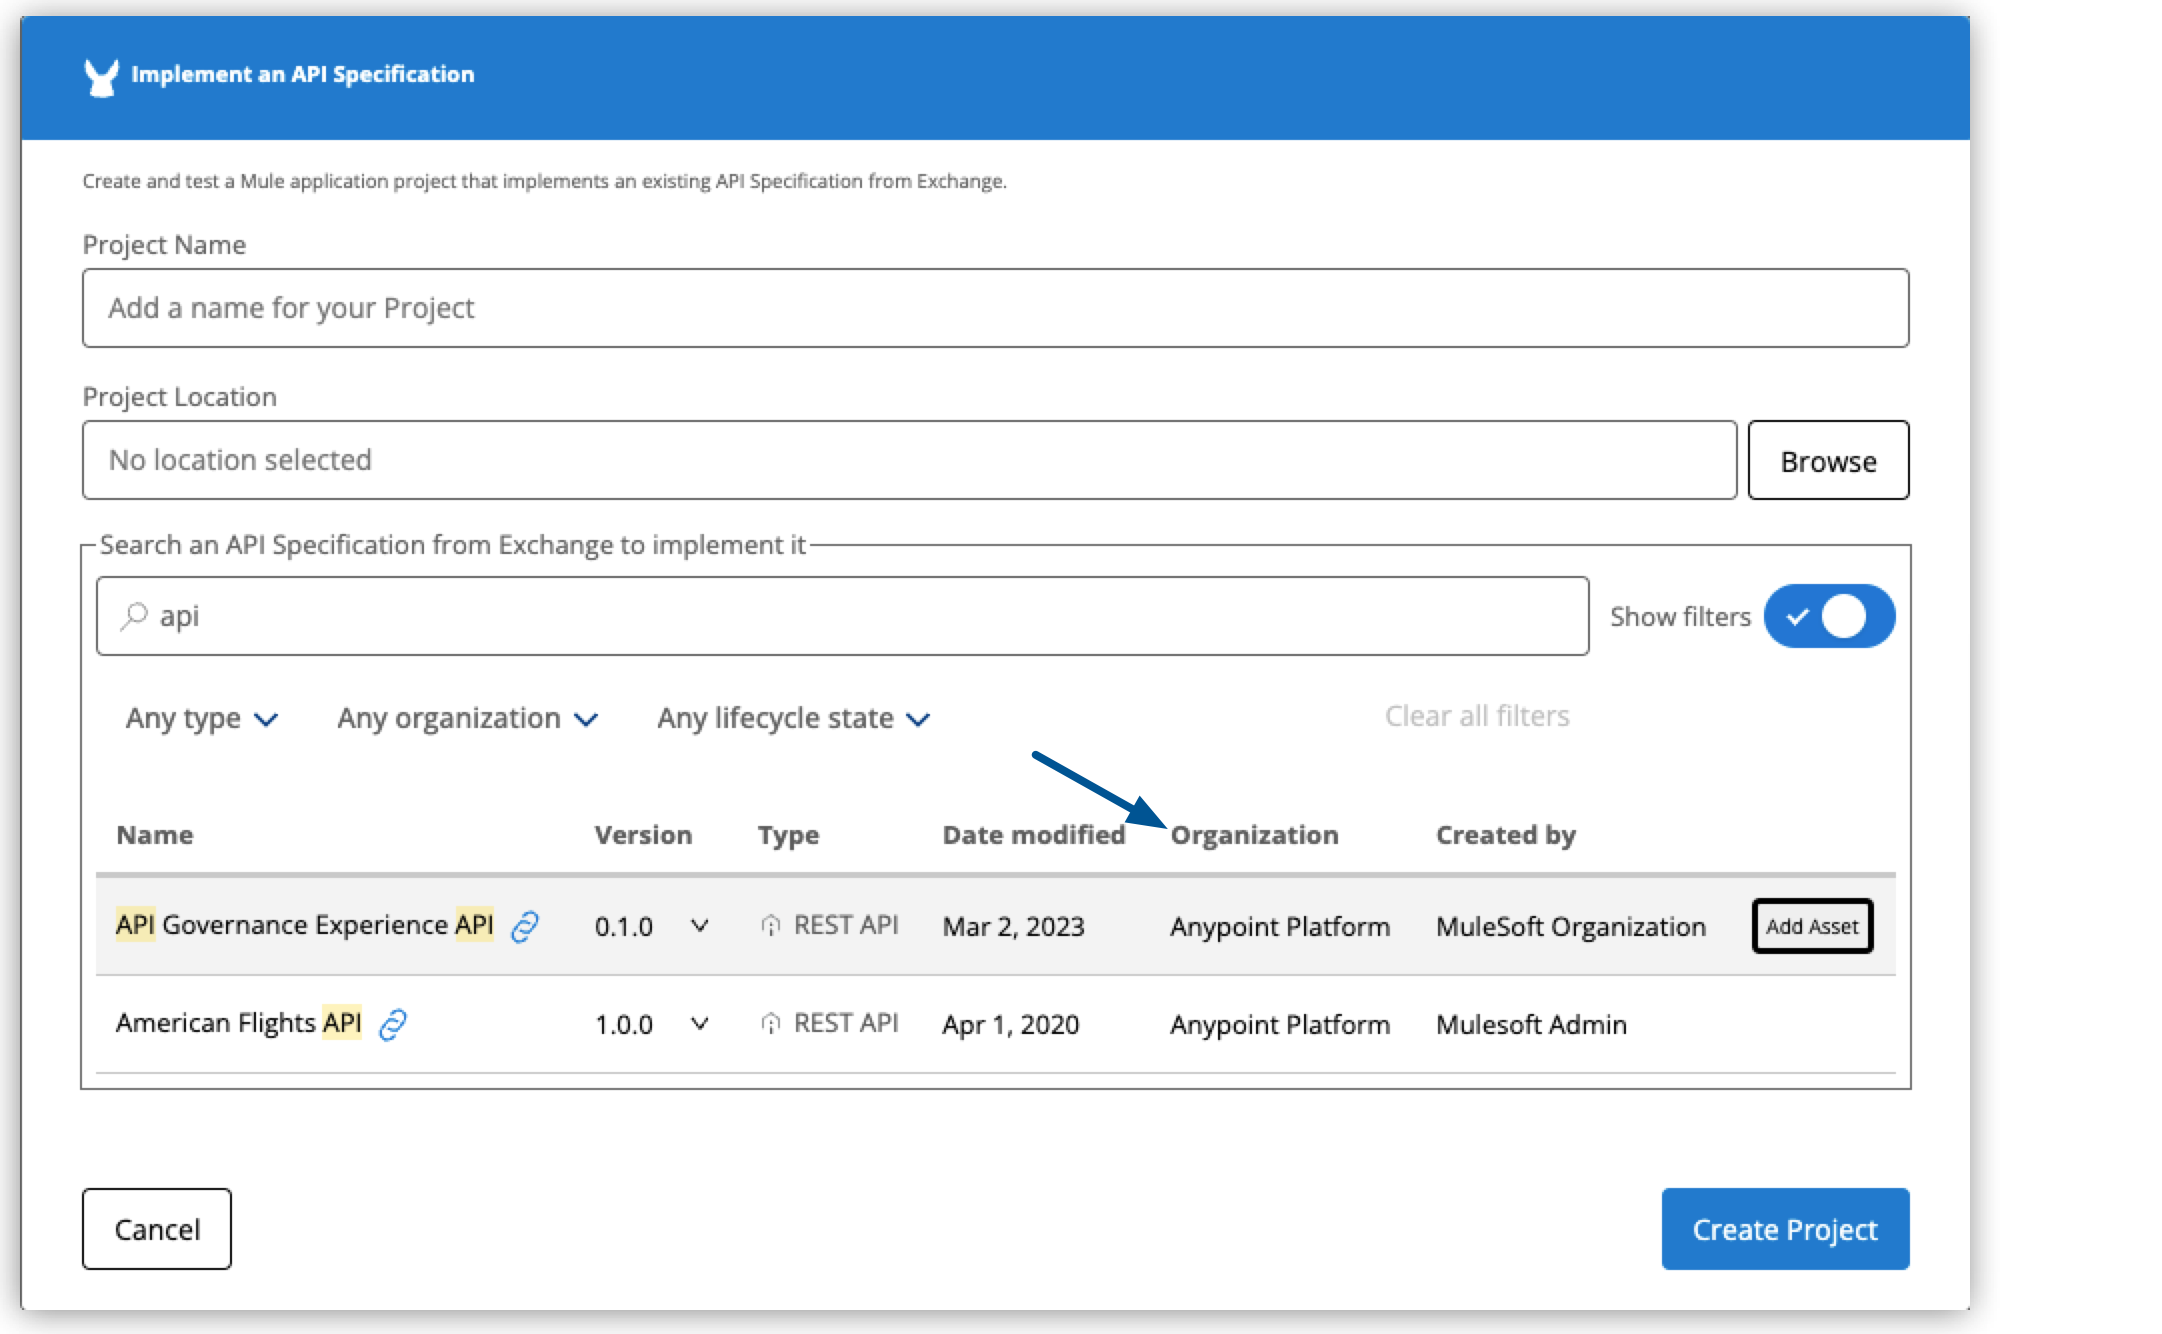 Implement an API Specification
Create and test a Mule application project that implements an existing API Specification from Exchange.
Project Name
Add a name for your Project
Project Location
No location selected
Browse
Search an API Specification from Exchange to implement it
api
Show filters
Any type
Any organization
Any lifecycle state
Clear all filters
Name Version Type Date modified Organization Created by
API Governance Experience API 0.1.0 REST API Mar 2, 2023 Anypoint Platform MuleSoft Organization Add Asset
American Flights API 1.0.0 REST API Apr 1, 2020 Anypoint Platform Mulesoft Admin
Cancel
Create Project